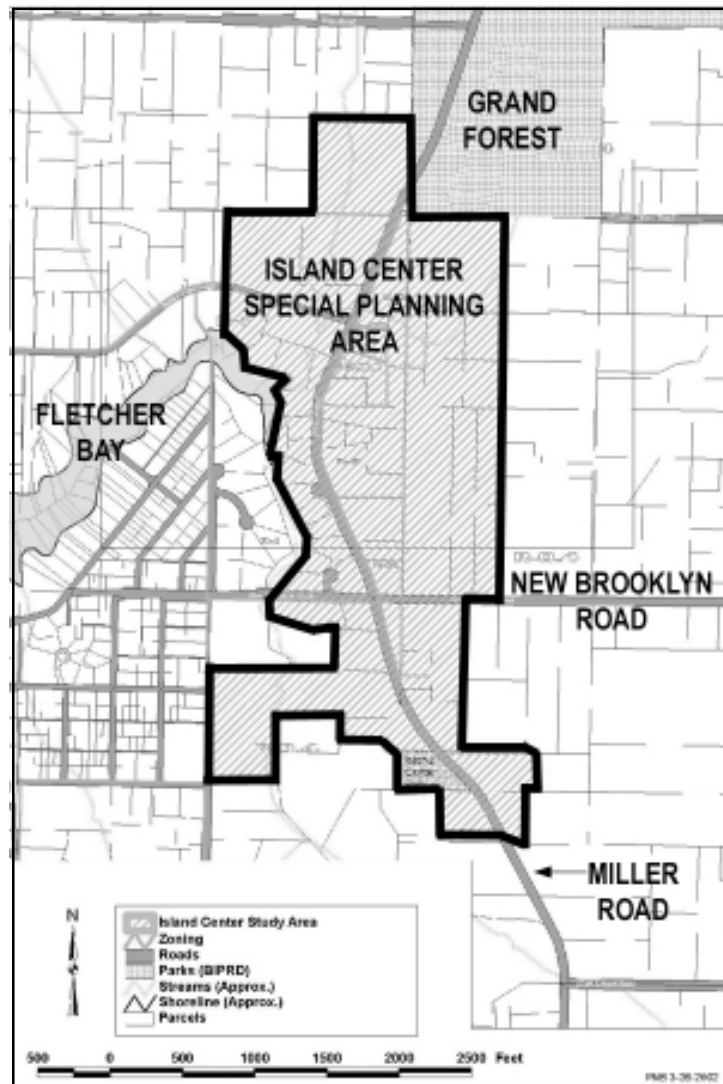 GRAND
FOREST
ISLAND CENTER
SPECIAL PLANNING
AREA
FLETCHER
BAY
NEW BROOKLYN
ROAD
MILLER
ROAD
N
Island Center Study Area
Zoning
Roads
Parks (BIPRD)
Streams (Approx.)
Shoreline (Approx.)
Parcels
500 0 500 1000 1500 2000 2500 Feet